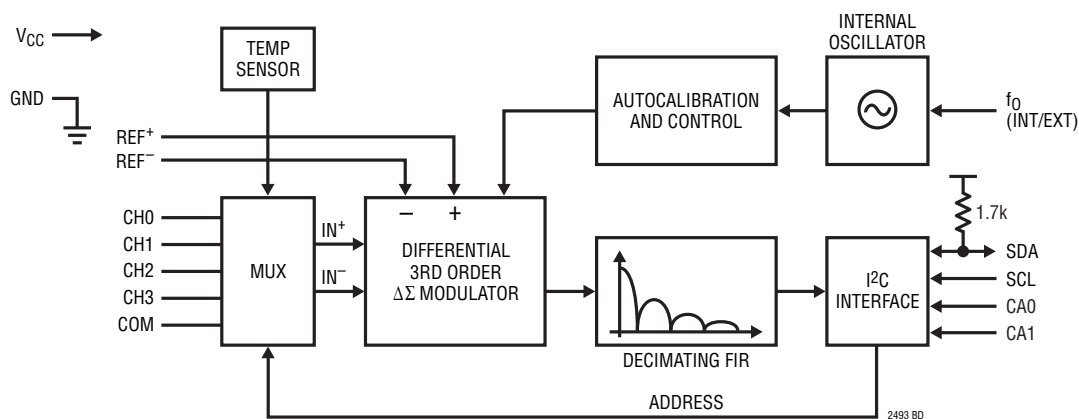 V_CC
GND
TEMP
SENSOR
INTERNAL
OSCILLATOR
AUTOCALIBRATION
AND CONTROL
f_O
(INT/EXT)
REF⁺
REF⁻
CH0
CH1
CH2
CH3
COM
MUX
IN⁺
IN⁻
– +
DIFFERENTIAL
3RD ORDER
ΔΣ MODULATOR
DECIMATING FIR
I²C
INTERFACE
1.7k
SDA
SCL
CA0
CA1
ADDRESS
2493 BD